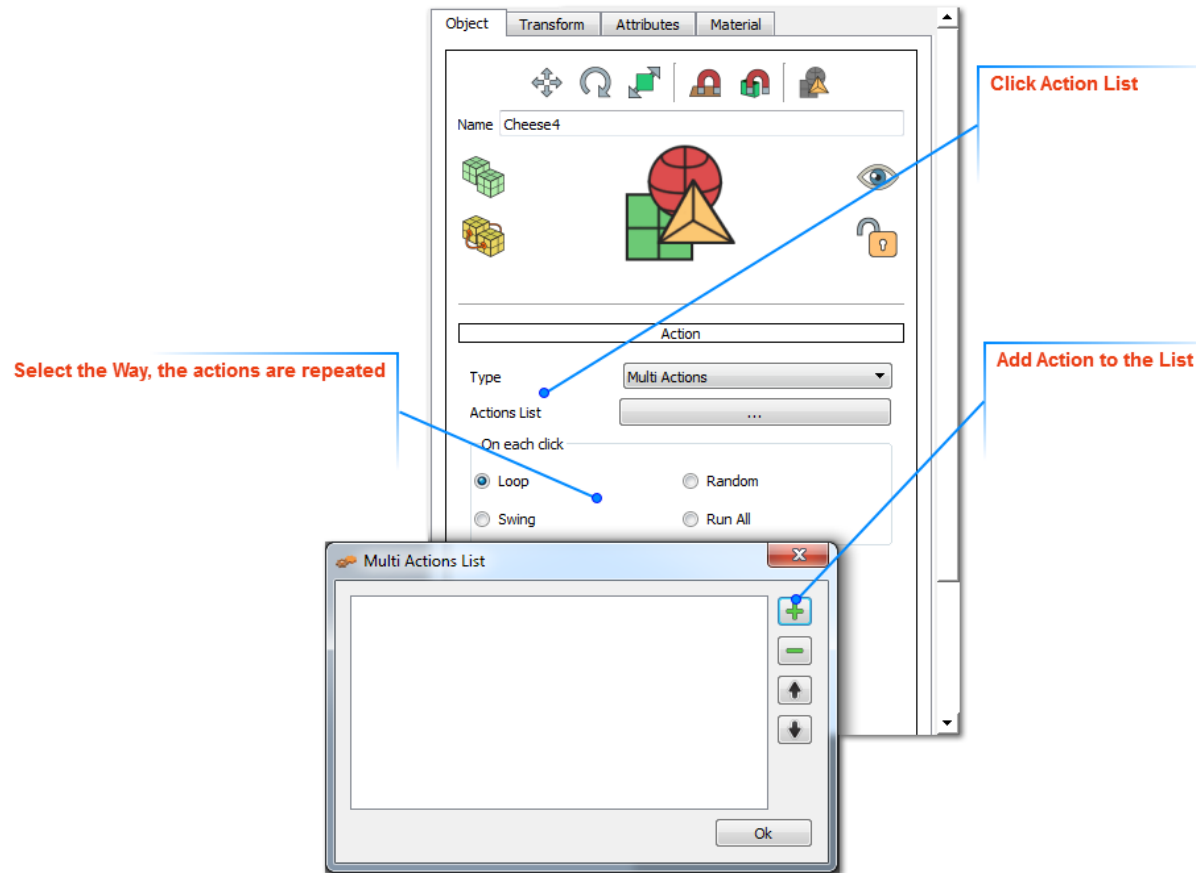 Object Transform Attributes Material
Click Action List
Name Cheese4
Action
Select the Way, the actions are repeated
Add Action to the List
Type Multi Actions
Actions List ...
On each click
Loop Random
Swing Run All
Multi Actions List
Ok